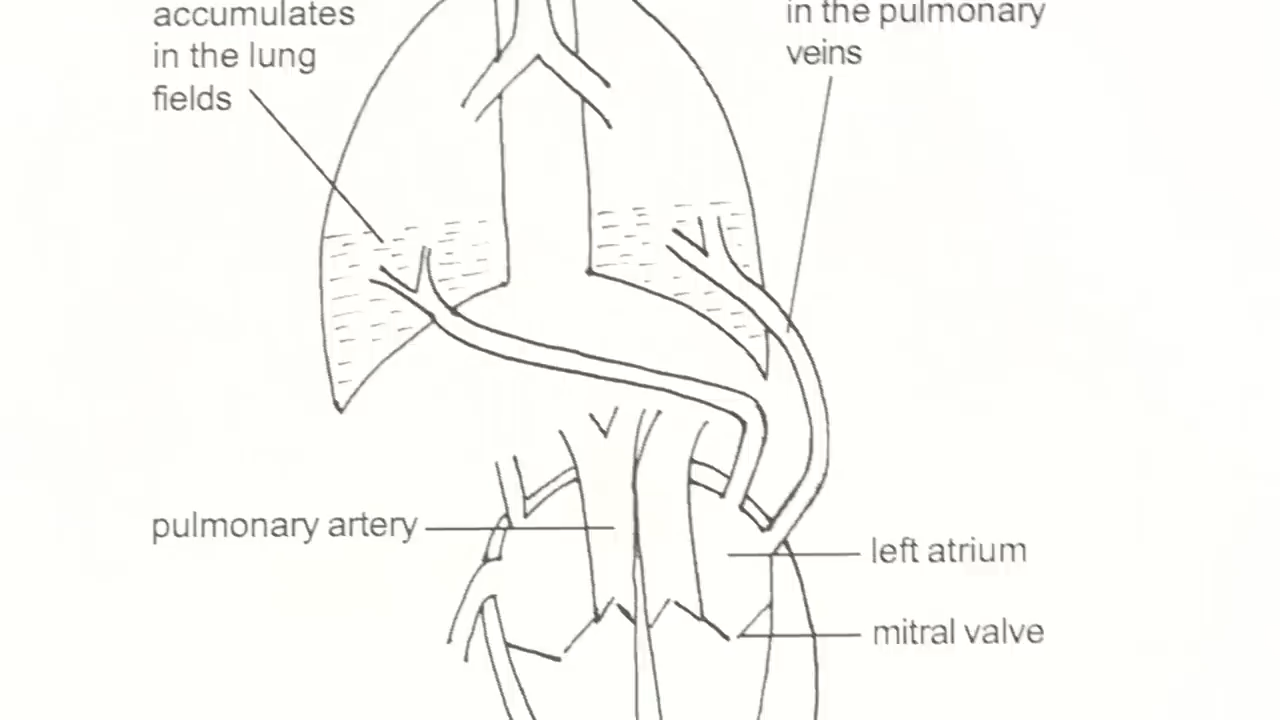 accumulates
in the lung
fields
in the pulmonary
veins
pulmonary artery
left atrium
mitral valve